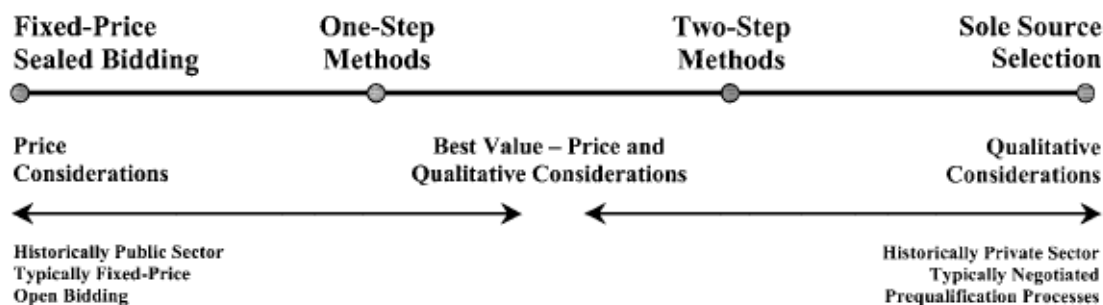 Fixed-Price
Sealed Bidding
One-Step
Methods
Two-Step
Methods
Sole Source
Selection
Price
Considerations
Best Value – Price and
Qualitative Considerations
Qualitative
Considerations
Historically Public Sector
Typically Fixed-Price
Open Bidding
Historically Private Sector
Typically Negotiated
Prequalification Processes